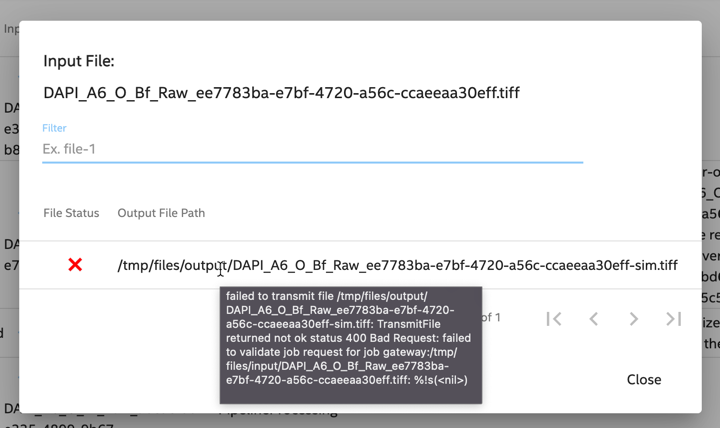 Inp
Input File:
DAPI_A6_O_Bf_Raw_ee7783ba-e7bf-4720-a56c-ccaeeaa30eff.tiff
Filter
Ex. file-1
File Status Output File Path
/tmp/files/output/DAPI_A6_O_Bf_Raw_ee7783ba-e7bf-4720-a56c-ccaeeaa30eff-sim.tiff
failed to transmit file /tmp/files/output/
DAPI_A6_O_Bf_Raw_ee7783ba-e7bf-4720-
a56c-ccaeeaa30eff-sim.tiff: TransmitFile
returned not ok status 400 Bad Request: failed
to validate job request for job gateway:/tmp/
files/input/DAPI_A6_O_Bf_Raw_ee7783ba-
e7bf-4720-a56c-ccaeeaa30eff.tiff: %!s(<nil>)
of 1
Close